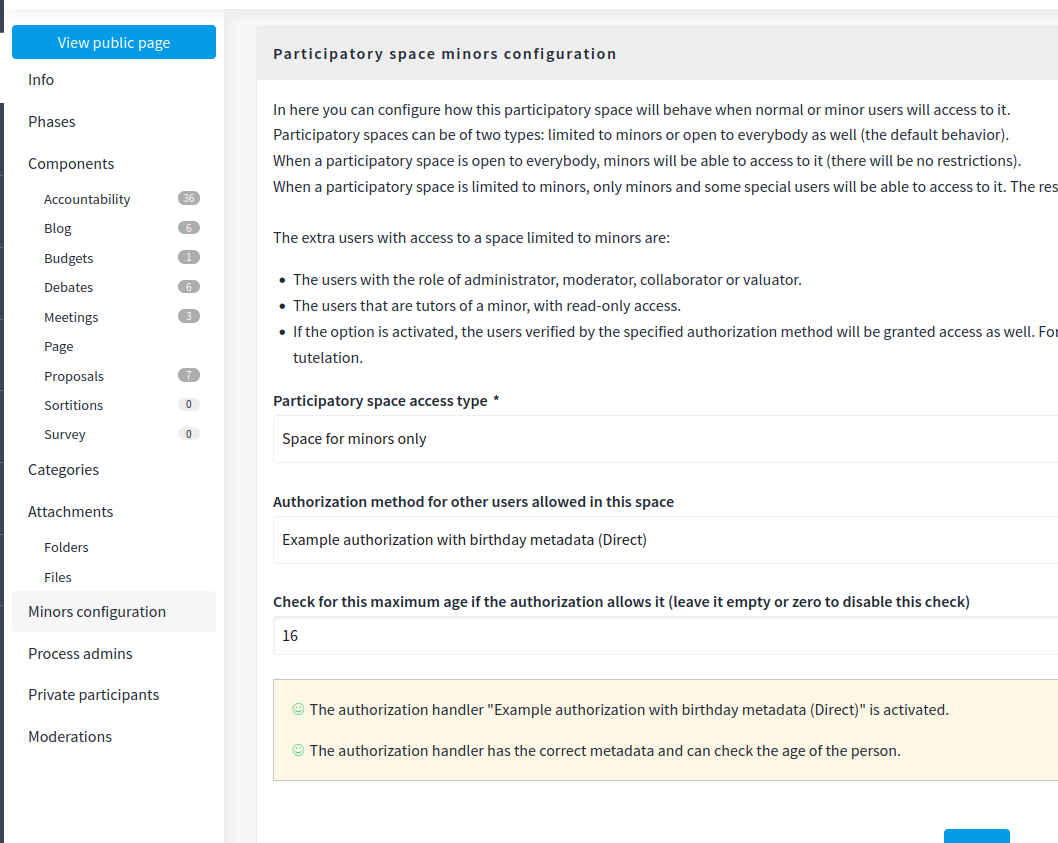 View public page
Info
Phases
Components
Accountability 36
Blog 6
Budgets 1
Debates 6
Meetings 3
Page
Proposals 7
Sortitions 0
Survey 0
Categories
Attachments
Folders
Files
Minors configuration
Process admins
Private participants
Moderations
Participatory space minors configuration
In here you can configure how this participatory space will behave when normal or minor users will access to it.
Participatory spaces can be of two types: limited to minors or open to everybody as well (the default behavior).
When a participatory space is open to everybody, minors will be able to access to it (there will be no restrictions).
When a participatory space is limited to minors, only minors and some special users will be able to access to it. The res
The extra users with access to a space limited to minors are:
• The users with the role of administrator, moderator, collaborator or valuator.
• The users that are tutors of a minor, with read-only access.
• If the option is activated, the users verified by the specified authorization method will be granted access as well. For
tutelation.
Participatory space access type *
Space for minors only
Authorization method for other users allowed in this space
Example authorization with birthday metadata (Direct)
Check for this maximum age if the authorization allows it (leave it empty or zero to disable this check)
16
The authorization handler "Example authorization with birthday metadata (Direct)" is activated.
The authorization handler has the correct metadata and can check the age of the person.